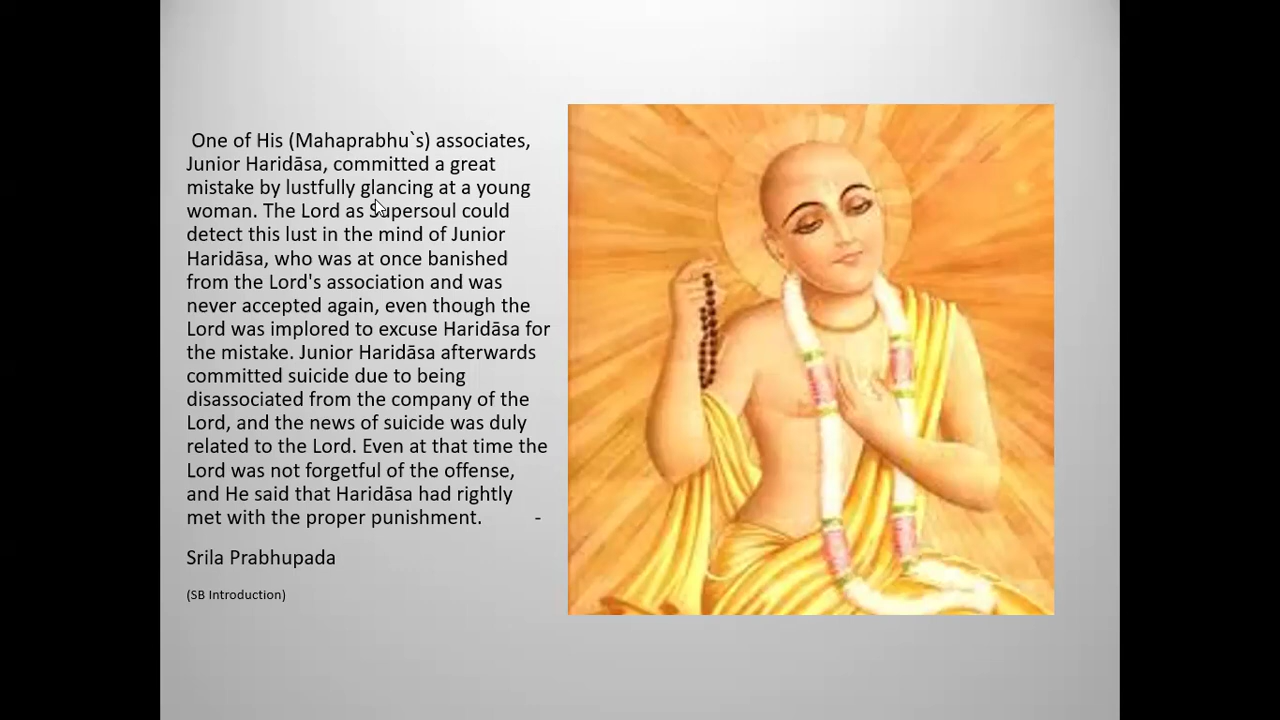 One of His (Mahaprabhu`s) associates,
Junior Haridāsa, committed a great
mistake by lustfully glancing at a young
woman. The Lord as Supersoul could
detect this lust in the mind of Junior
Haridāsa, who was at once banished
from the Lord's association and was
never accepted again, even though the
Lord was implored to excuse Haridāsa for
the mistake. Junior Haridāsa afterwards
committed suicide due to being
disassociated from the company of the
Lord, and the news of suicide was duly
related to the Lord. Even at that time the
Lord was not forgetful of the offense,
and He said that Haridāsa had rightly
met with the proper punishment. -
Srila Prabhupada
(SB Introduction)